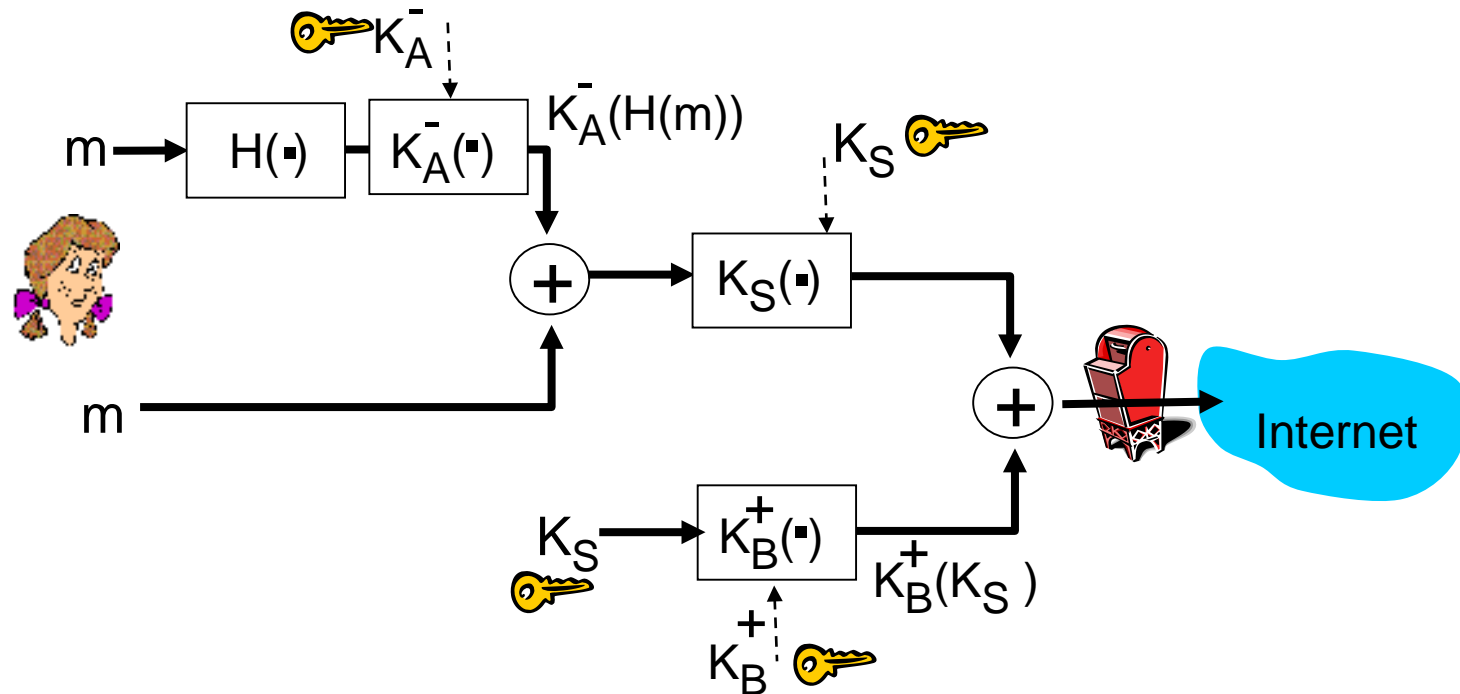 K_A^-
m
H(▪)
K_A^-(▪)
K_A^-(H(m))
K_S
+
K_S(▪)
m
+
Internet
K_S
K_B^+(▪)
K_B^+(K_S )
K_B^+